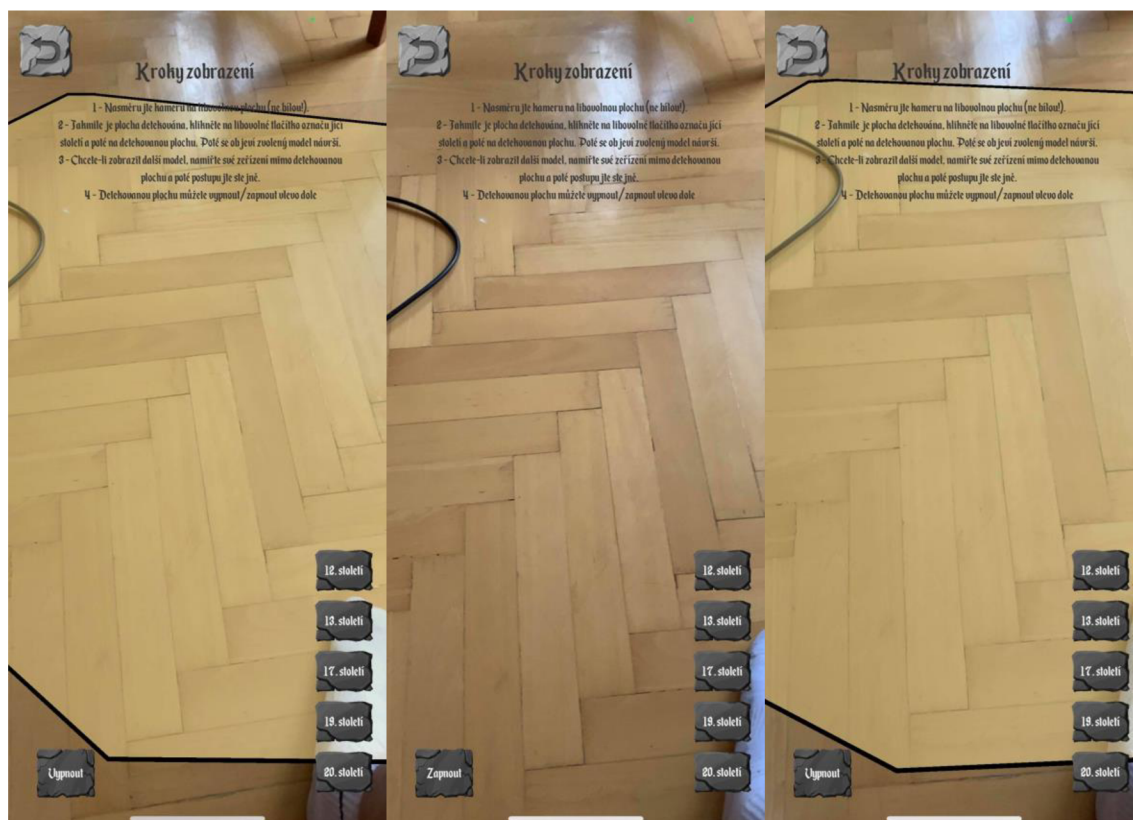 Kroky zobrazení
1 - Nasměrujte kameru na libovolnou plochu (ne bílou!).
2 - Jakmile je plocha detekována, klikněte na libovolné tlačítko označující
století a poté na detekovanou plochu. Poté se objeví zvolený model návrší.
3 - Chcete-li zobrazit další model, namiřte své zeřízení mimo detekovanou
plochu a poté postupujte stejně.
4 - Detekovanou plochu můžete vypnout/zapnout vlevo dole
12. století
13. století
17. století
19. století
20. století
Vypnout
Kroky zobrazení
1 - Nasměrujte kameru na libovolnou plochu (ne bílou!).
2 - Jakmile je plocha detekována, klikněte na libovolné tlačítko označující
století a poté na detekovanou plochu. Poté se objeví zvolený model návrší.
3 - Chcete-li zobrazit další model, namiřte své zeřízení mimo detekovanou
plochu a poté postupujte stejně.
4 - Detekovanou plochu můžete vypnout/zapnout vlevo dole
12. století
13. století
17. století
19. století
20. století
Zapnout
Kroky zobrazení
1 - Nasměrujte kameru na libovolnou plochu (ne bílou!).
2 - Jakmile je plocha detekována, klikněte na libovolné tlačítko označující
století a poté na detekovanou plochu. Poté se objeví zvolený model návrší.
3 - Chcete-li zobrazit další model, namiřte své zeřízení mimo detekovanou
plochu a poté postupujte stejně.
4 - Detekovanou plochu můžete vypnout/zapnout vlevo dole
12. století
13. století
17. století
19. století
20. století
Vypnout